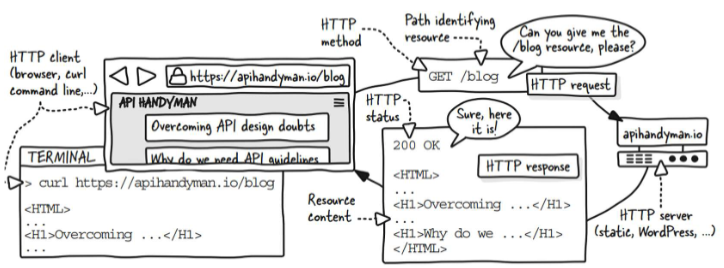 HTTP client
(browser, curl
command line,...)
https://apihandyman.io/blog
API HANDYMAN
Overcoming API design doubts
Why do we need API guidelines
TERMINAL
> curl https://apihandyman.io/blog
<HTML>
...
<H1>Overcoming ...</H1>
...
HTTP
method
Path identifying
resource
GET /blog
Can you give me the
/blog resource, please?
HTTP request
HTTP
status
Sure, here
it is!
200 OK
HTTP response
<HTML>
...
<H1>Overcoming ...</H1>
...
<H1>Why do we ...</H1>
</HTML>
Resource
content
apihandyman.io
HTTP server
(static, WordPress, ...)